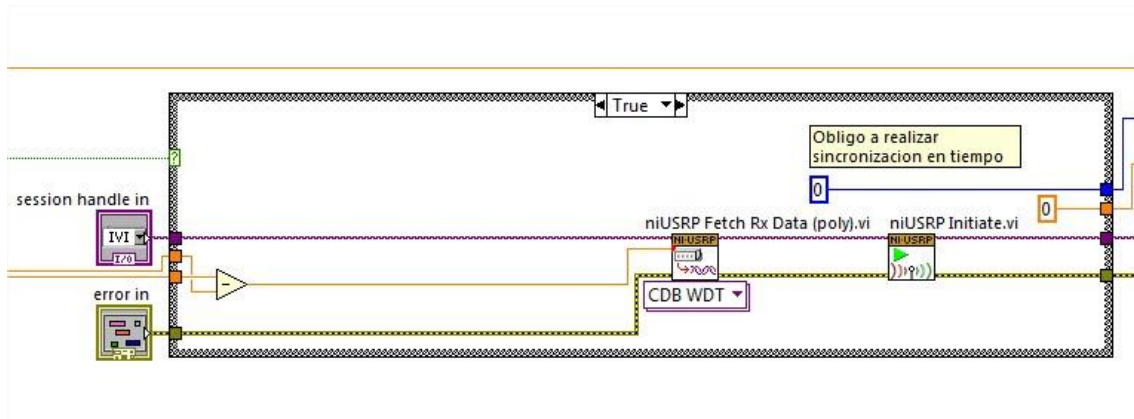 True
?
Obligo a realizar
sincronizacion en tiempo
session handle in
0
0
niUSRP Fetch Rx Data (poly).vi
niUSRP Initiate.vi
IVI
I/O
NI-USRP
NI-USRP
-
error in
CDB WDT